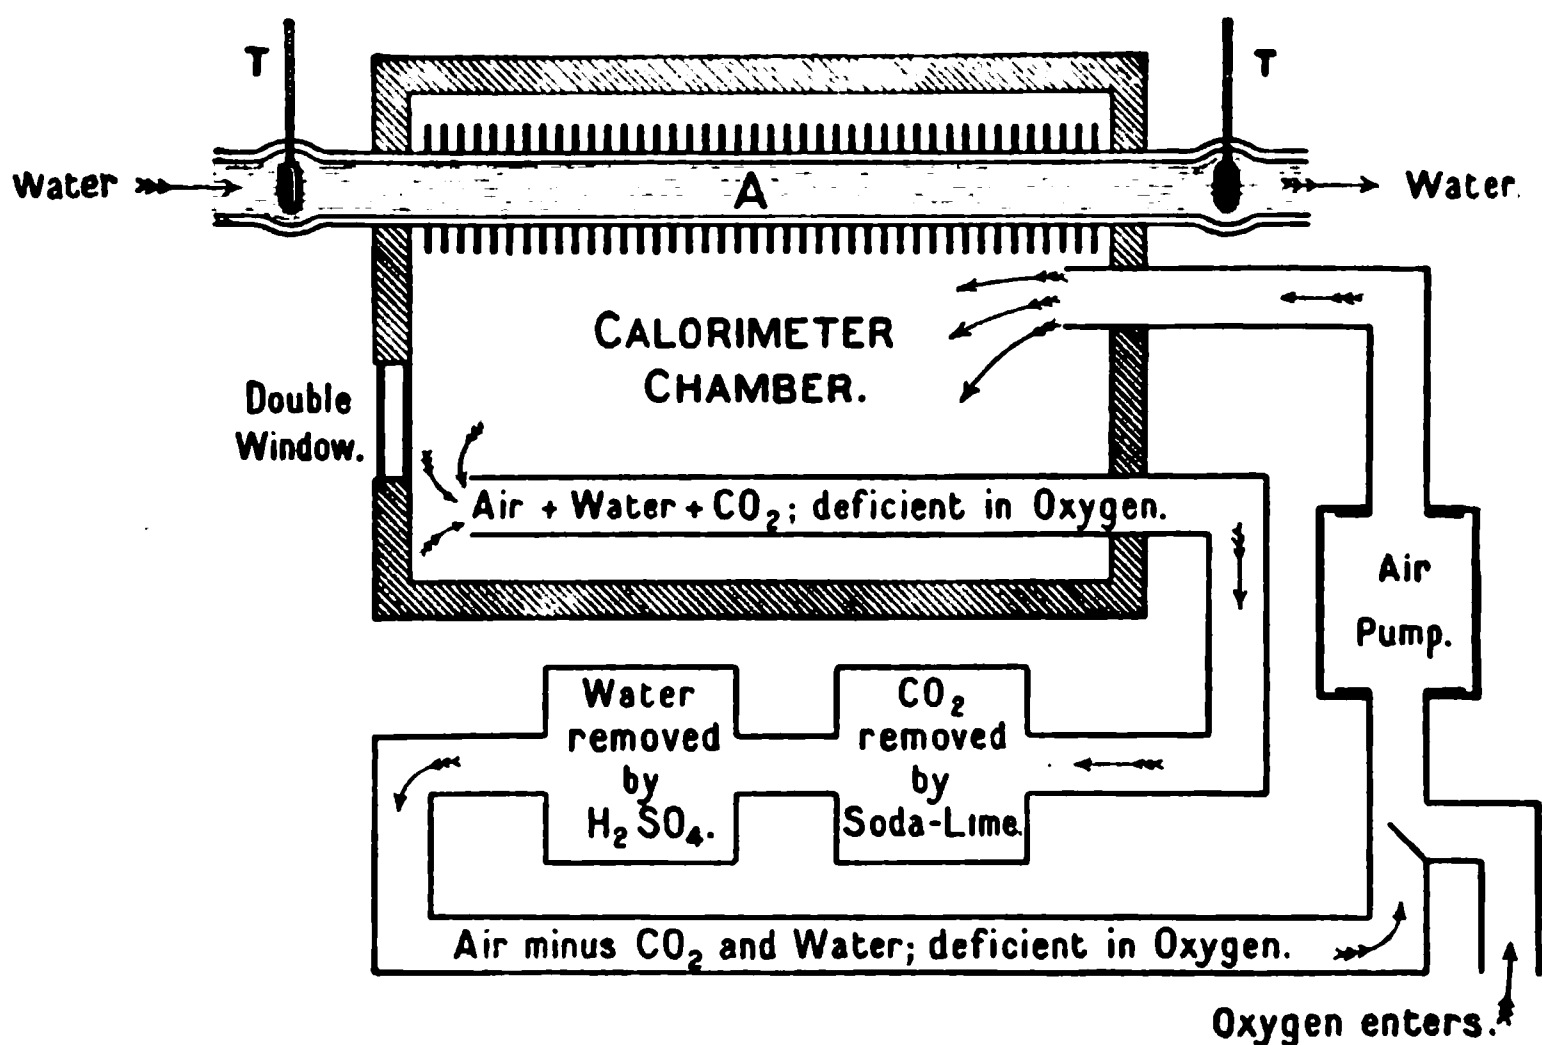 T
T
Water
A
Water.
CALORIMETER
CHAMBER.
Double
Window.
Air + Water + CO₂; deficient in Oxygen.
Air
Pump.
Water
removed
by
H₂SO₄.
CO₂
removed
by
Soda-Lime.
Air minus CO₂ and Water; deficient in Oxygen.
Oxygen enters.